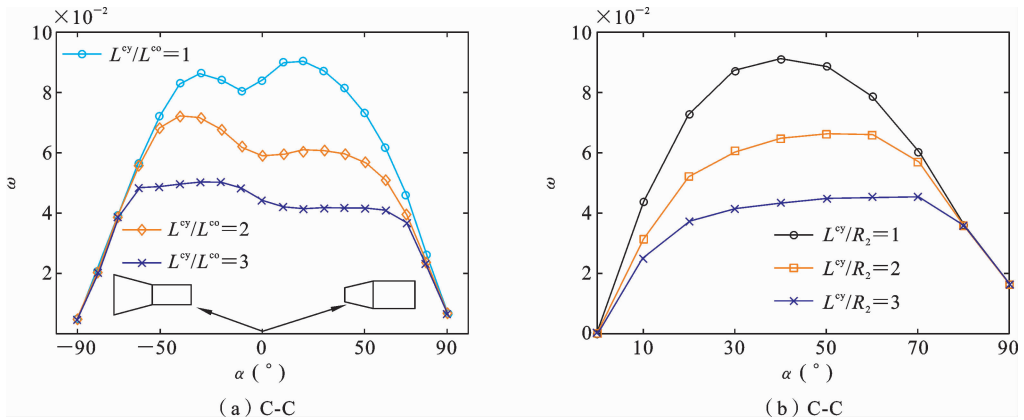 ×10⁻²
10
8
6
4
2
ω
L^cy/L^co=1
L^cy/L^co=2
L^cy/L^co=3
−90
−50
0
50
90
α(°)
(a) C-C
×10⁻²
10
8
6
4
2
0
ω
L^cy/R₂=1
L^cy/R₂=2
L^cy/R₂=3
10
30
50
70
90
α(°)
(b) C-C